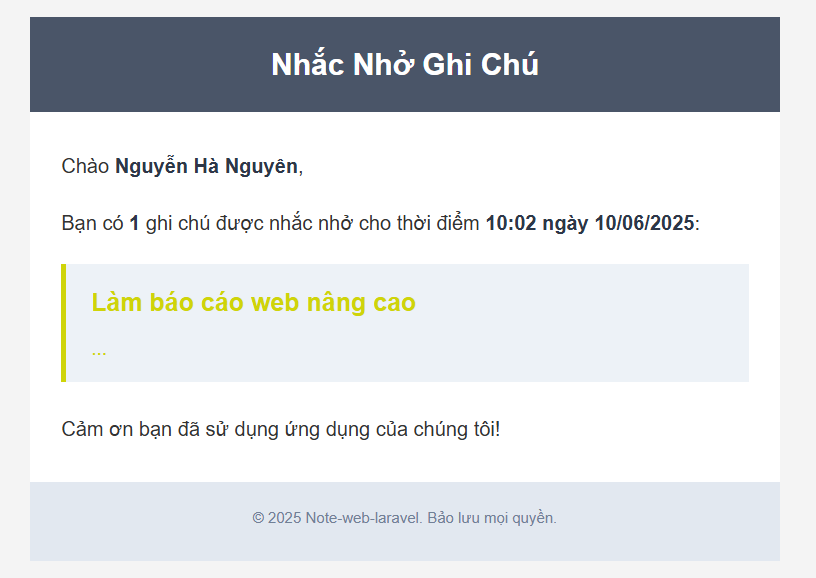 Nhắc Nhở Ghi Chú
Chào Nguyễn Hà Nguyên,
Bạn có 1 ghi chú được nhắc nhở cho thời điểm 10:02 ngày 10/06/2025:
Làm báo cáo web nâng cao
...
Cảm ơn bạn đã sử dụng ứng dụng của chúng tôi!
© 2025 Note-web-laravel. Bảo lưu mọi quyền.